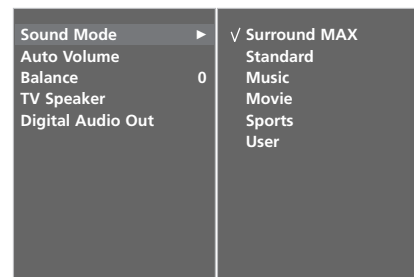 Sound Mode ►
Auto Volume
Balance 0
TV Speaker
Digital Audio Out
√ Surround MAX
Standard
Music
Movie
Sports
User